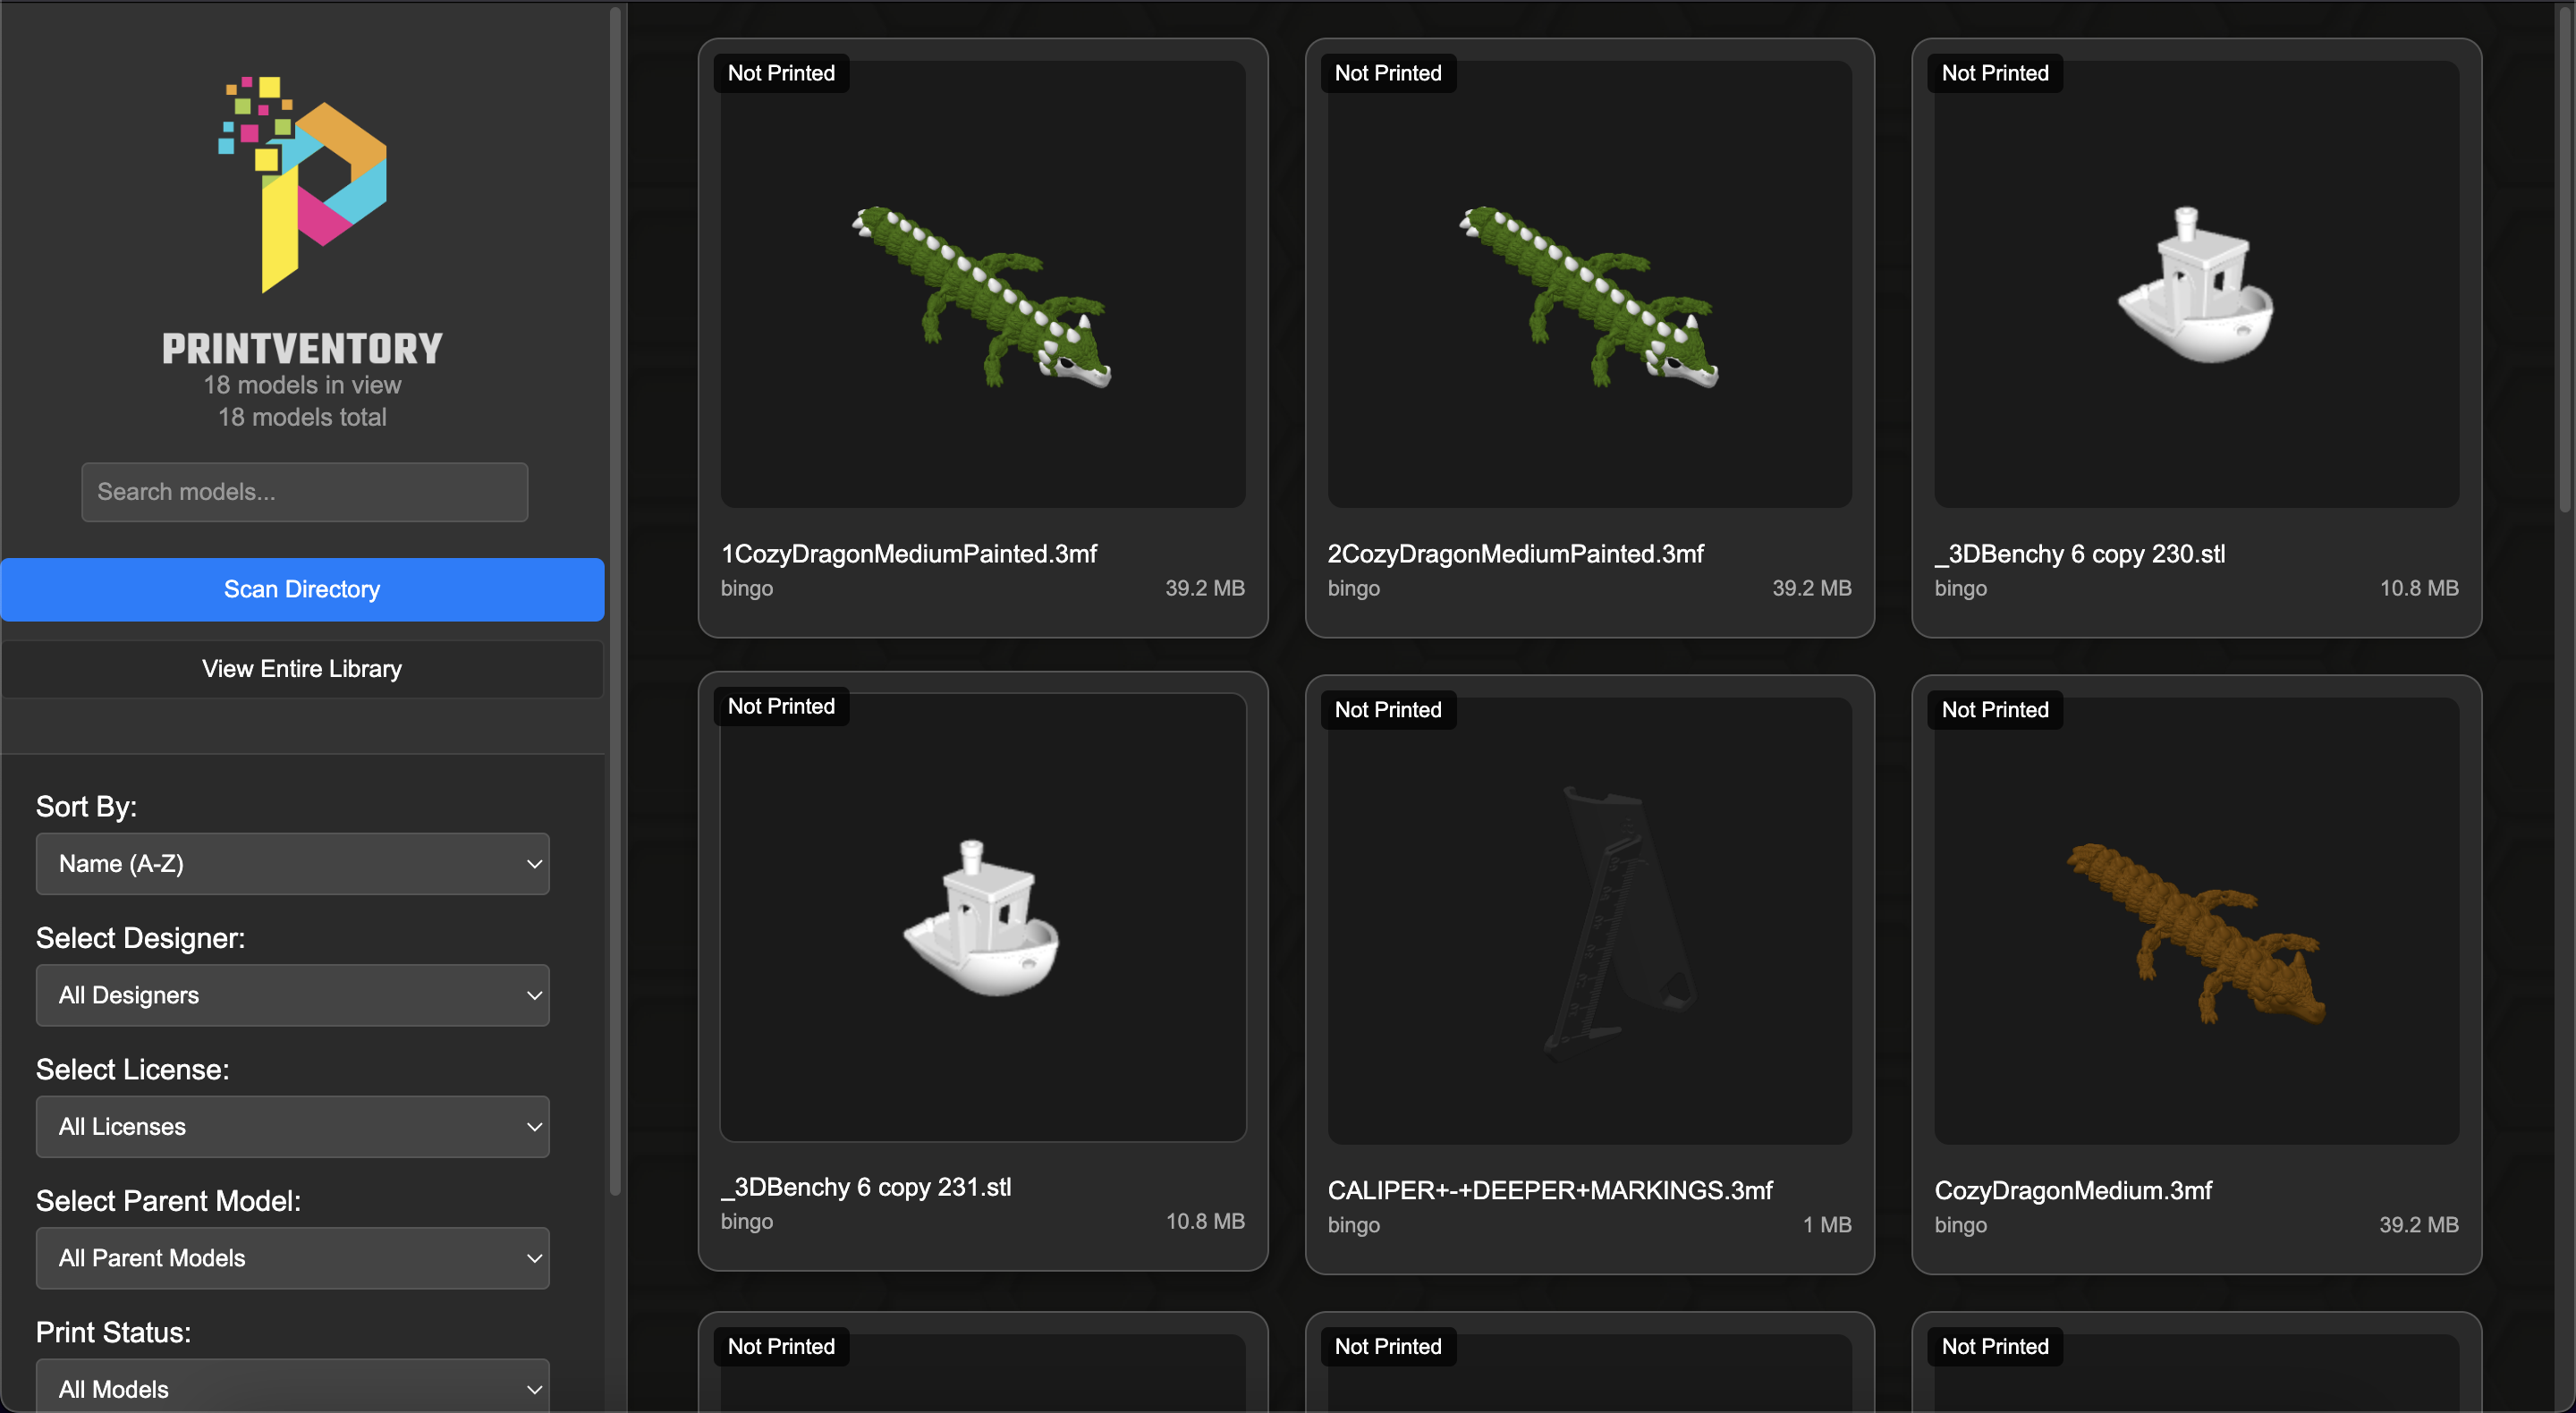 PRINTVENTORY
18 models in view
18 models total
Search models...
Scan Directory
View Entire Library
Sort By:
Name (A-Z)
Select Designer:
All Designers
Select License:
All Licenses
Select Parent Model:
All Parent Models
Print Status:
All Models
Not Printed
1CozyDragonMediumPainted.3mf
bingo 39.2 MB
Not Printed
2CozyDragonMediumPainted.3mf
bingo 39.2 MB
Not Printed
_3DBenchy 6 copy 230.stl
bingo 10.8 MB
Not Printed
_3DBenchy 6 copy 231.stl
bingo 10.8 MB
Not Printed
CALIPER+-+DEEPER+MARKINGS.3mf
bingo 1 MB
Not Printed
CozyDragonMedium.3mf
bingo 39.2 MB
Not Printed
Not Printed
Not Printed